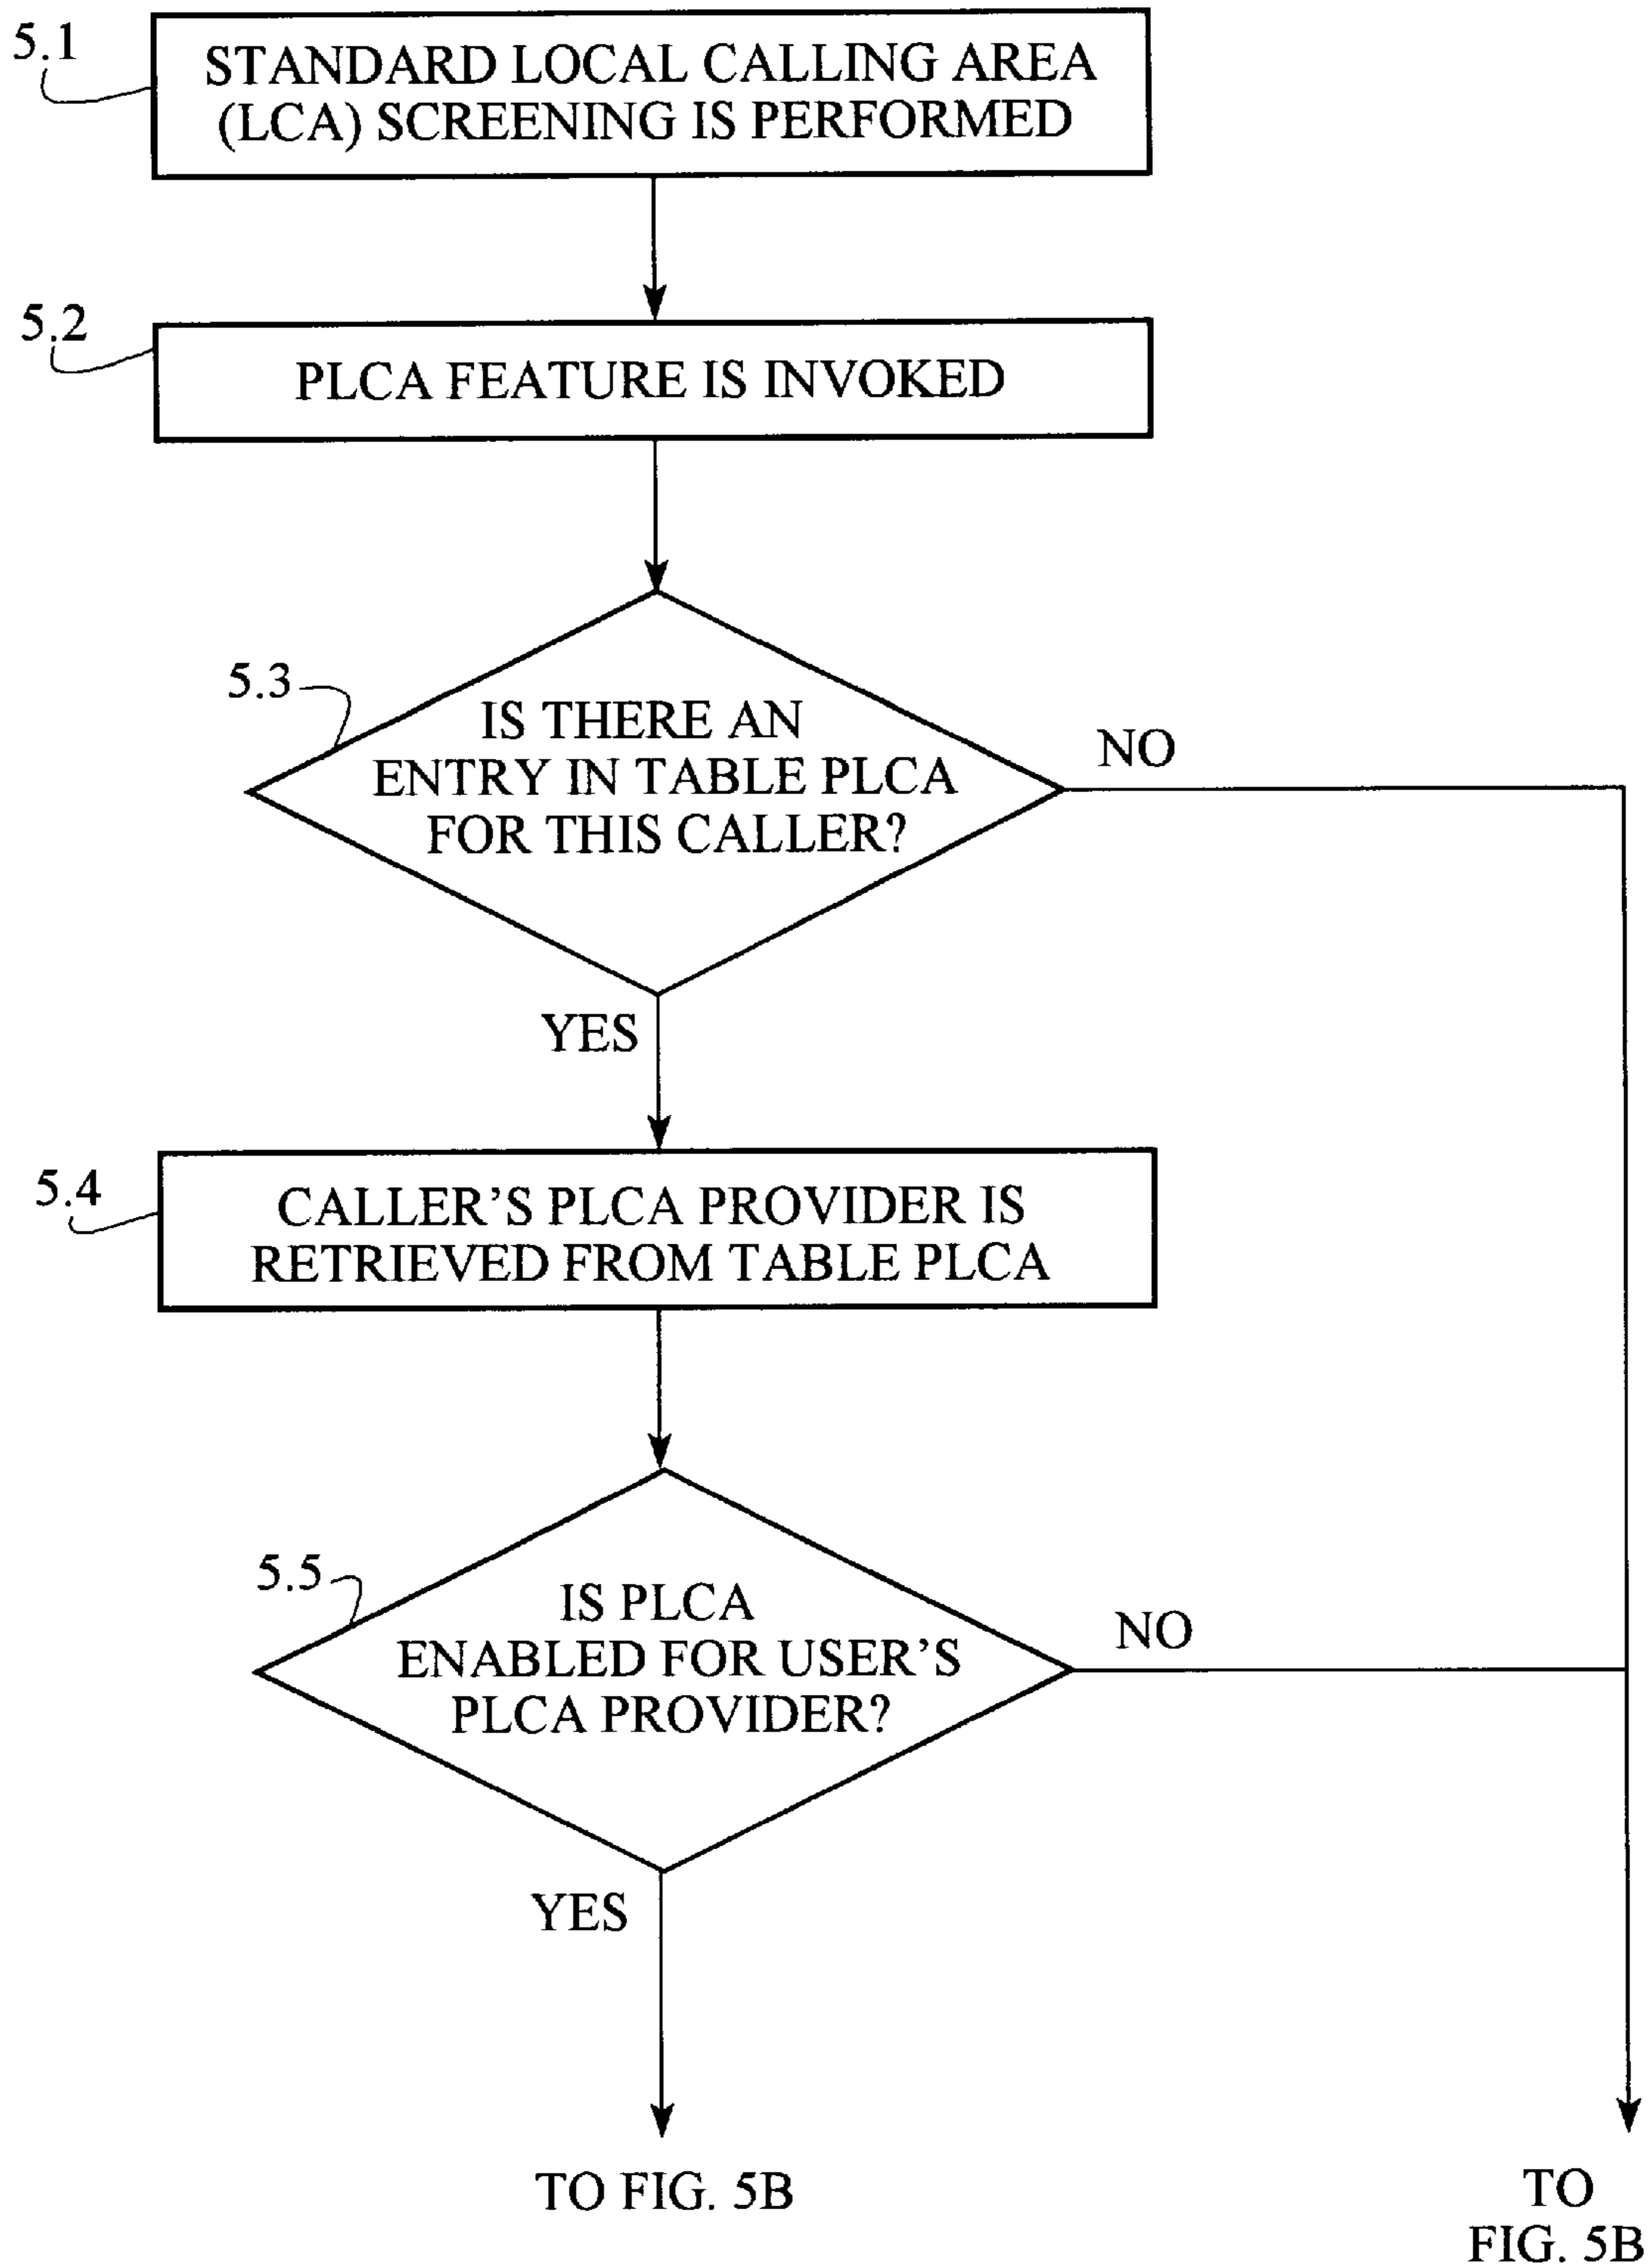 5.1
STANDARD LOCAL CALLING AREA
(LCA) SCREENING IS PERFORMED
5.2
PLCA FEATURE IS INVOKED
5.3
IS THERE AN
ENTRY IN TABLE PLCA
FOR THIS CALLER?
NO
YES
5.4
CALLER'S PLCA PROVIDER IS
RETRIEVED FROM TABLE PLCA
5.5
IS PLCA
ENABLED FOR USER'S
PLCA PROVIDER?
NO
YES
TO FIG. 5B
TO
FIG. 5B